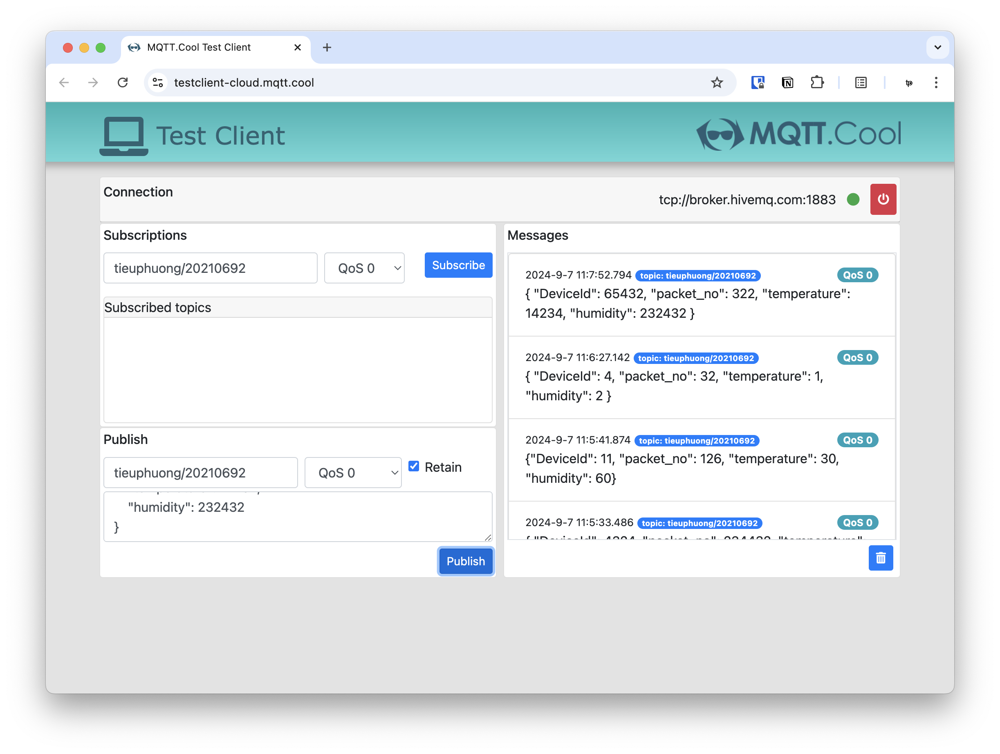 MQTT.Cool Test Client
testclient-cloud.mqtt.cool
Test Client
MQTT.Cool
Connection
tcp://broker.hivemq.com:1883
Subscriptions
tieuphuong/20210692
QoS 0
Subscribe
Subscribed topics
Publish
tieuphuong/20210692
QoS 0
Retain
"humidity": 232432
}
Publish
Messages
2024-9-7 11:7:52.794 topic: tieuphuong/20210692 QoS 0
{ "DeviceId": 65432, "packet_no": 322, "temperature":
14234, "humidity": 232432 }
2024-9-7 11:6:27.142 topic: tieuphuong/20210692 QoS 0
{ "DeviceId": 4, "packet_no": 32, "temperature": 1,
"humidity": 2 }
2024-9-7 11:5:41.874 topic: tieuphuong/20210692 QoS 0
{"DeviceId": 11, "packet_no": 126, "temperature": 30,
"humidity": 60}
2024-9-7 11:5:33.486 topic: tieuphuong/20210692 QoS 0